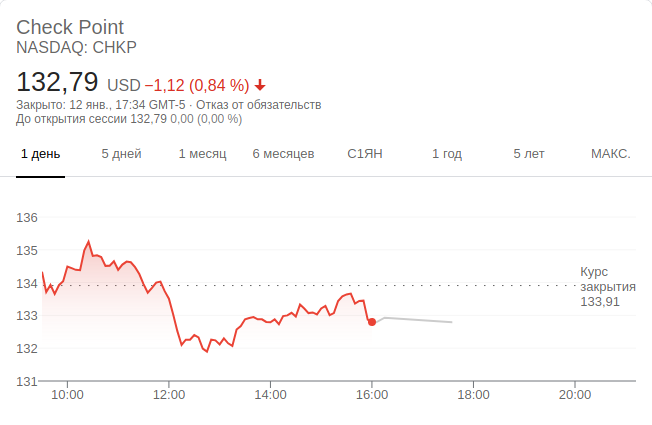 Check Point
NASDAQ: CHKP
132,79 USD −1,12 (0,84 %)
Закрыто: 12 янв., 17:34 GMT-5 · Отказ от обязательств
До открытия сессии 132,79 0,00 (0,00 %)
1 день 5 дней 1 месяц 6 месяцев С1ЯН 1 год 5 лет МАКС.
136
135
134
133
132
131
Курс
закрытия
133,91
10:00 12:00 14:00 16:00 18:00 20:00